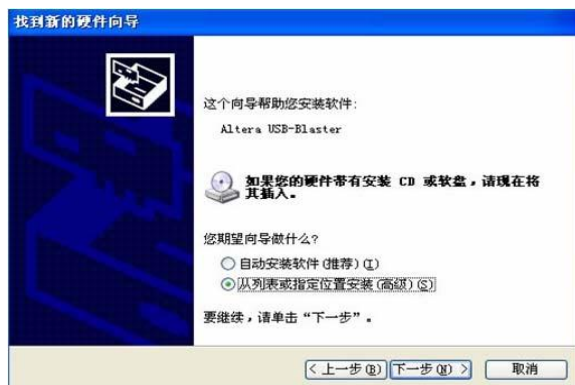 找到新的硬件向导
这个向导帮助您安装软件:
Altera USB-Blaster
如果您的硬件带有安装 CD 或软盘，请现在将
其插入。
您期望向导做什么?
自动安装软件(推荐)(I)
从列表或指定位置安装(高级)(S)
要继续，请单击“下一步”。
< 上一步(B) 下一步(N) > 取消